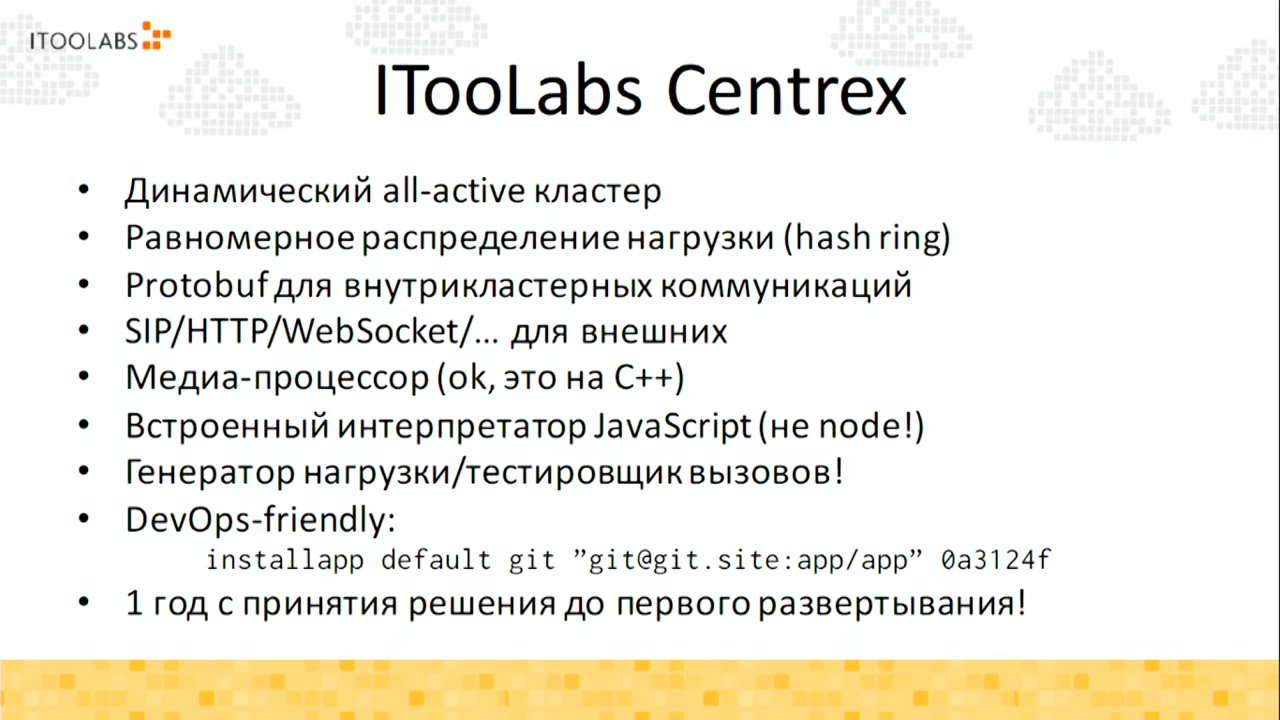 ITOOLABS
ITooLabs Centrex
• Динамический all-active кластер
• Равномерное распределение нагрузки (hash ring)
• Protobuf для внутрикластерных коммуникаций
• SIP/HTTP/WebSocket/... для внешних
• Медиа-процессор (ok, это на C++)
• Встроенный интерпретатор JavaScript (не node!)
• Генератор нагрузки/тестировщик вызовов!
• DevOps-friendly:
installapp default git ”git@git.site:app/app” 0a3124f
• 1 год с принятия решения до первого развертывания!